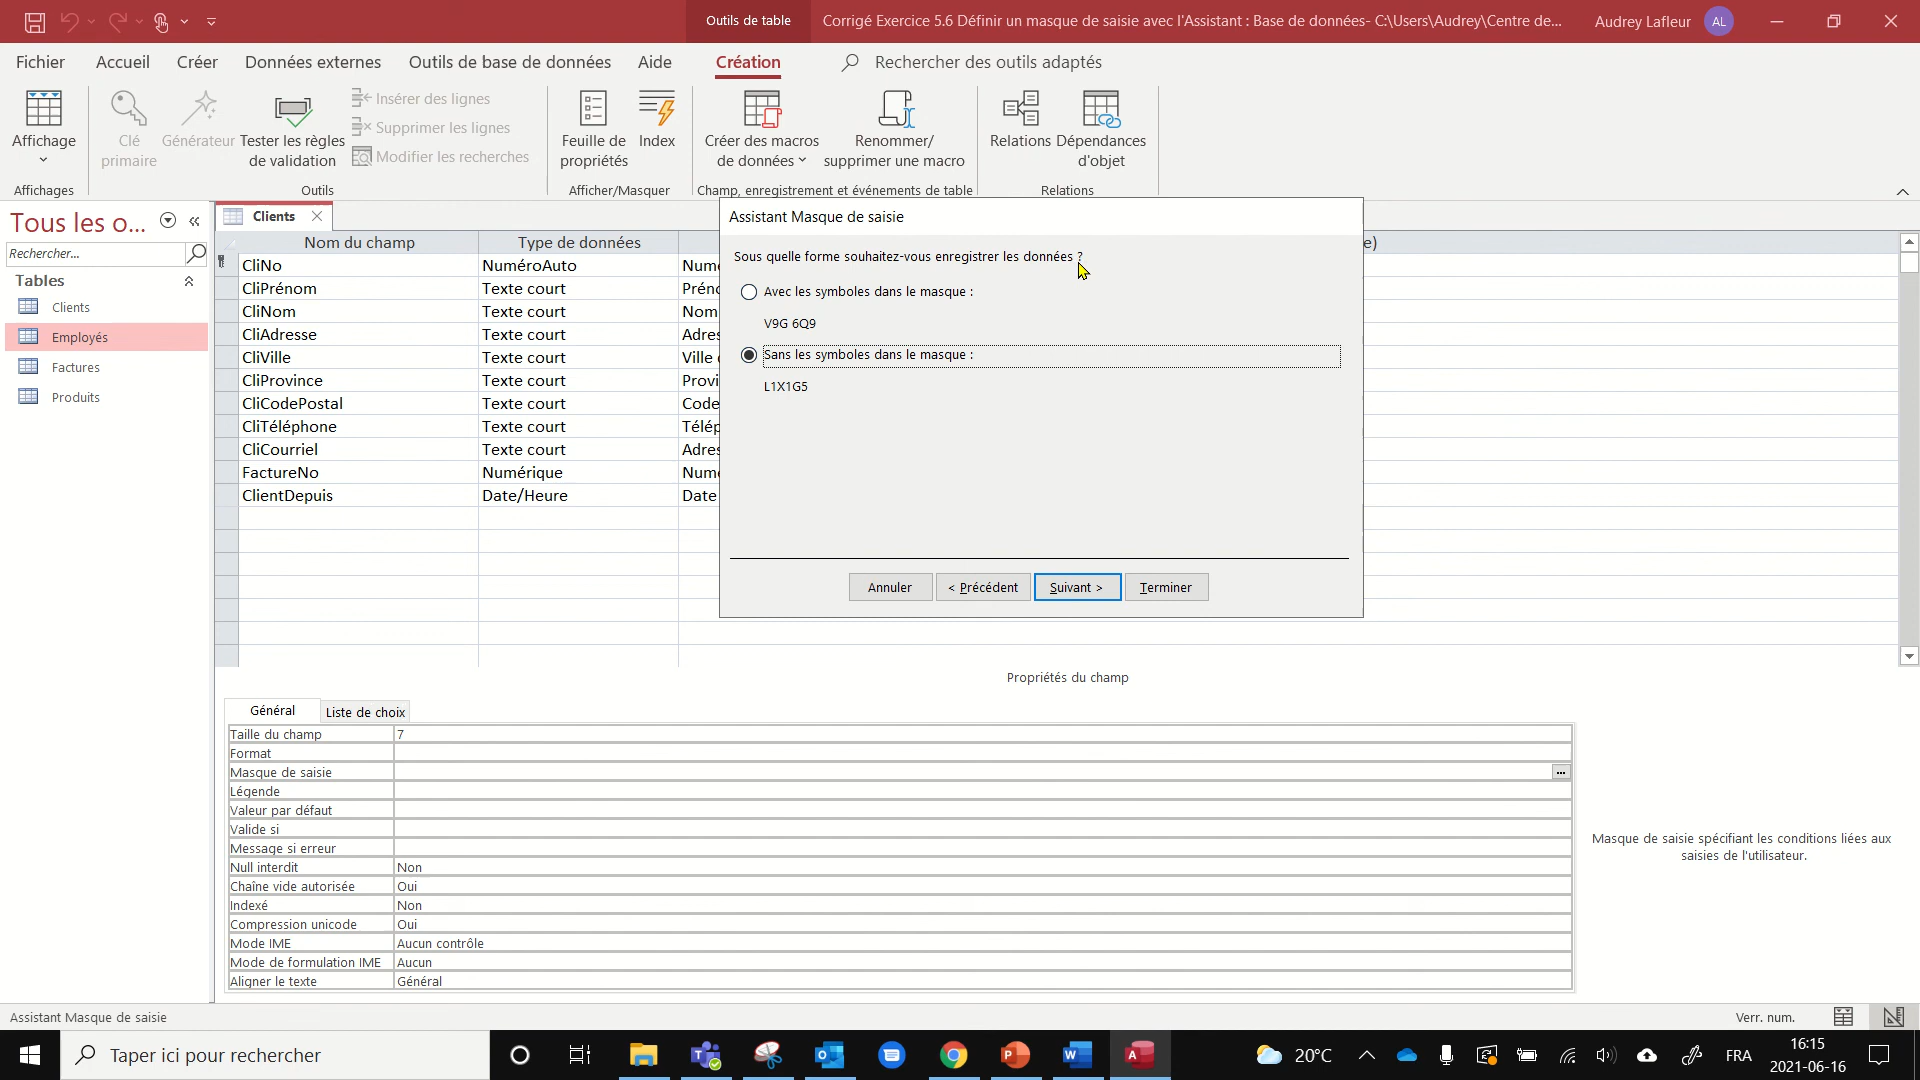 Outils de table
Corrigé Exercice 5.6 Définir un masque de saisie avec l'Assistant : Base de données- C:\Users\Audrey\Centre de...
Audrey Lafleur
AL
Fichier
Accueil
Créer
Données externes
Outils de base de données
Aide
Création
Rechercher des outils adaptés
Affichage
Clé primaire
Générateur
Tester les règles de validation
Insérer des lignes
Supprimer les lignes
Modifier les recherches
Feuille de propriétés
Index
Créer des macros de données
Renommer/ supprimer une macro
Relations
Dépendances d'objet
Affichages
Outils
Afficher/Masquer
Champ, enregistrement et événements de table
Relations
Tous les o...
Rechercher...
Tables
Clients
Employés
Factures
Produits
Clients
Nom du champ
Type de données
e)
CliNo
NuméroAuto
Numé
CliPrénom
Texte court
Préno
CliNom
Texte court
Nom
CliAdresse
Texte court
Adres
CliVille
Texte court
Ville
CliProvince
Texte court
Provi
CliCodePostal
Texte court
Code
CliTéléphone
Texte court
Télép
CliCourriel
Texte court
Adres
FactureNo
Numérique
Numé
ClientDepuis
Date/Heure
Date
Assistant Masque de saisie
Sous quelle forme souhaitez-vous enregistrer les données ?
Avec les symboles dans le masque :
V9G 6Q9
Sans les symboles dans le masque :
L1X1G5
Annuler
< Précédent
Suivant >
Terminer
Propriétés du champ
Général
Liste de choix
Taille du champ
7
Format
Masque de saisie
...
Légende
Valeur par défaut
Valide si
Message si erreur
Null interdit
Non
Chaîne vide autorisée
Oui
Indexé
Non
Compression unicode
Oui
Mode IME
Aucun contrôle
Mode de formulation IME
Aucun
Aligner le texte
Général
Masque de saisie spécifiant les conditions liées aux
saisies de l'utilisateur.
Assistant Masque de saisie
Verr. num.
Taper ici pour rechercher
20°C
FRA
16:15
2021-06-16